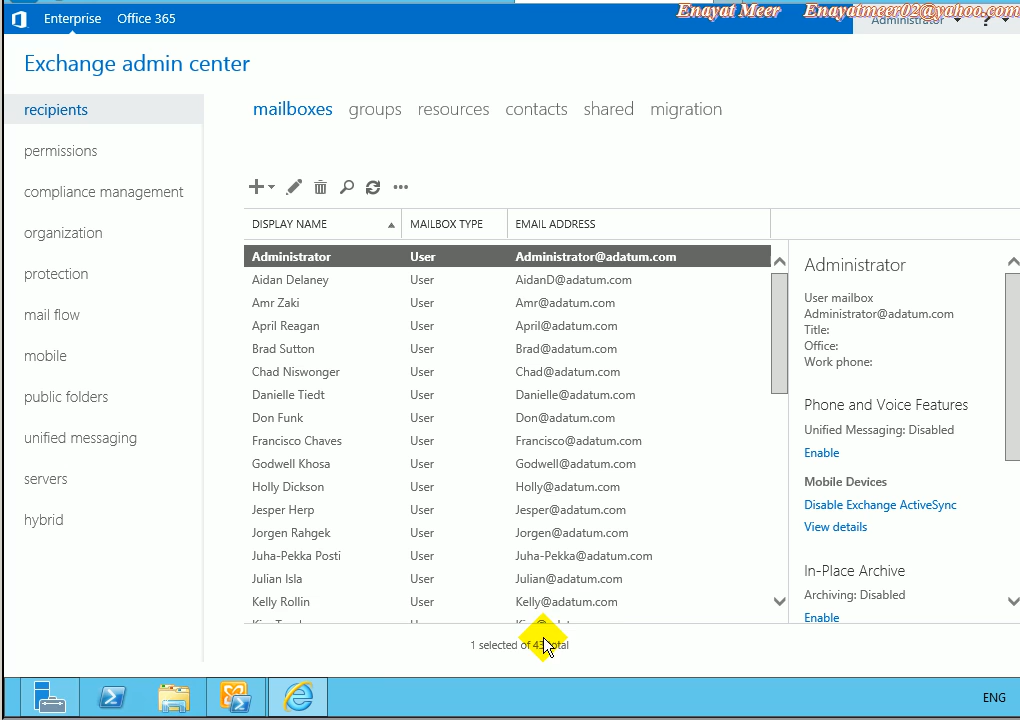 Enterprise Office 365
Enayat Meer Enayatmeer02@yahoo.com
Administrator ?
Exchange admin center
recipients
permissions
compliance management
organization
protection
mail flow
mobile
public folders
unified messaging
servers
hybrid
mailboxes groups resources contacts shared migration
DISPLAY NAME MAILBOX TYPE EMAIL ADDRESS
Administrator User Administrator@adatum.com
Aidan Delaney User AidanD@adatum.com
Amr Zaki User Amr@adatum.com
April Reagan User April@adatum.com
Brad Sutton User Brad@adatum.com
Chad Niswonger User Chad@adatum.com
Danielle Tiedt User Danielle@adatum.com
Don Funk User Don@adatum.com
Francisco Chaves User Francisco@adatum.com
Godwell Khosa User Godwell@adatum.com
Holly Dickson User Holly@adatum.com
Jesper Herp User Jesper@adatum.com
Jorgen Rahgek User Jorgen@adatum.com
Juha-Pekka Posti User Juha-Pekka@adatum.com
Julian Isla User Julian@adatum.com
Kelly Rollin User Kelly@adatum.com
1 selected of 43 total
Administrator
User mailbox
Administrator@adatum.com
Title:
Office:
Work phone:
Phone and Voice Features
Unified Messaging: Disabled
Enable
Mobile Devices
Disable Exchange ActiveSync
View details
In-Place Archive
Archiving: Disabled
Enable
ENG